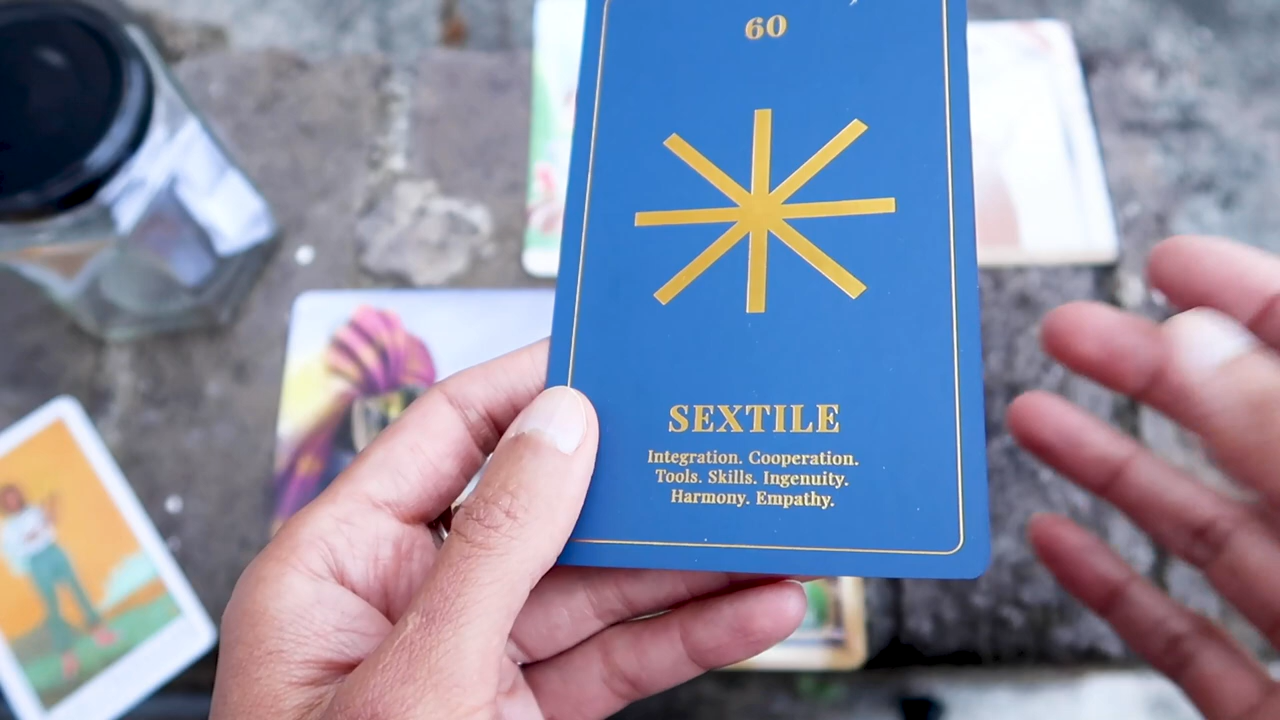 60
SEXTILE
Integration. Cooperation.
Tools. Skills. Ingenuity.
Harmony. Empathy.